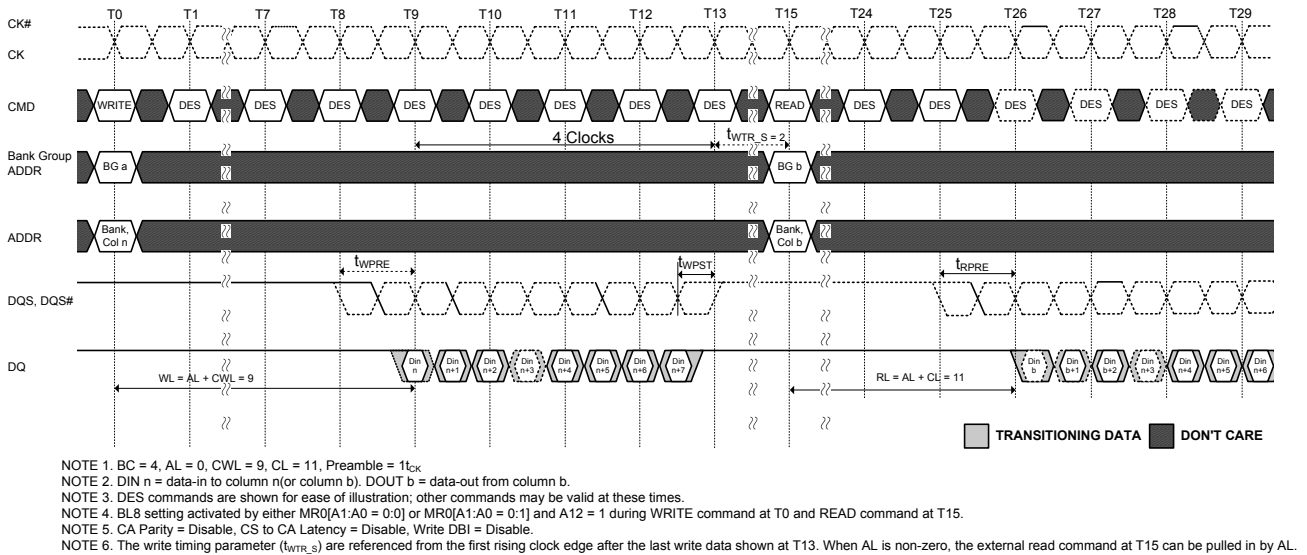 T0 T1 T7 T8 T9 T10 T11 T12 T13 T15 T24 T25 T26 T27 T28 T29
CK#
CK
CMD WRITE DES DES DES DES DES DES DES DES READ DES DES DES DES DES DES
4 Clocks tWTR_S = 2
Bank Group
ADDR
BG a BG b
ADDR
Bank, Col n Bank, Col b
tWPRE tWPST tRPRE
DQS, DQS#
DQ
Din n Din n+1 Din n+2 Din n+3 Din n+4 Din n+5 Din n+6 Din n+7 Din b Din b+1 Din b+2 Din n+3 Din n+4 Din n+5 Din n+6
WL = AL + CWL = 9 RL = AL + CL = 11
TRANSITIONING DATA DON'T CARE
NOTE 1. BC = 4, AL = 0, CWL = 9, CL = 11, Preamble = 1tCK
NOTE 2. DIN n = data-in to column n(or column b). DOUT b = data-out from column b.
NOTE 3. DES commands are shown for ease of illustration; other commands may be valid at these times.
NOTE 4. BL8 setting activated by either MR0[A1:A0 = 0:0] or MR0[A1:A0 = 0:1] and A12 = 1 during WRITE command at T0 and READ command at T15.
NOTE 5. CA Parity = Disable, CS to CA Latency = Disable, Write DBI = Disable.
NOTE 6. The write timing parameter (tWTR_S) are referenced from the first rising clock edge after the last write data shown at T13. When AL is non-zero, the external read command at T15 can be pulled in by AL.